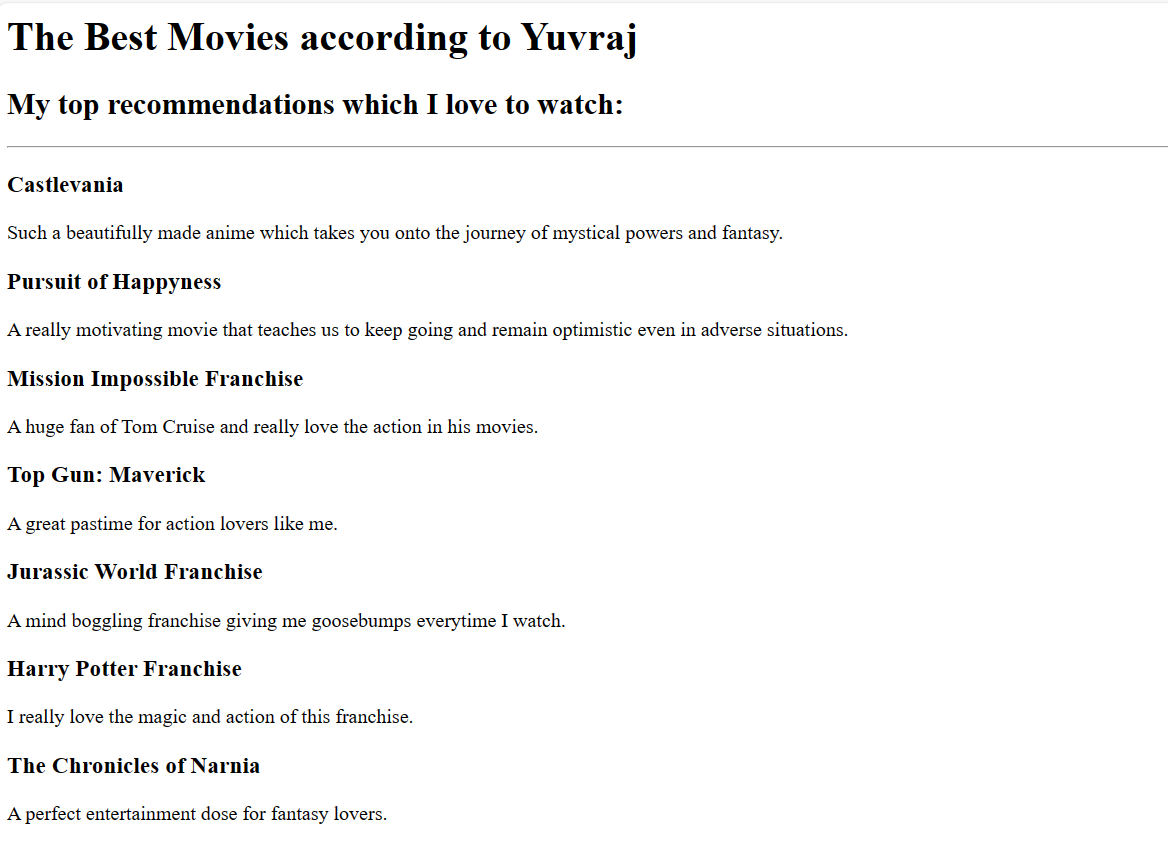 The Best Movies according to Yuvraj
My top recommendations which I love to watch:
Castlevania
Such a beautifully made anime which takes you onto the journey of mystical powers and fantasy.
Pursuit of Happyness
A really motivating movie that teaches us to keep going and remain optimistic even in adverse situations.
Mission Impossible Franchise
A huge fan of Tom Cruise and really love the action in his movies.
Top Gun: Maverick
A great pastime for action lovers like me.
Jurassic World Franchise
A mind boggling franchise giving me goosebumps everytime I watch.
Harry Potter Franchise
I really love the magic and action of this franchise.
The Chronicles of Narnia
A perfect entertainment dose for fantasy lovers.